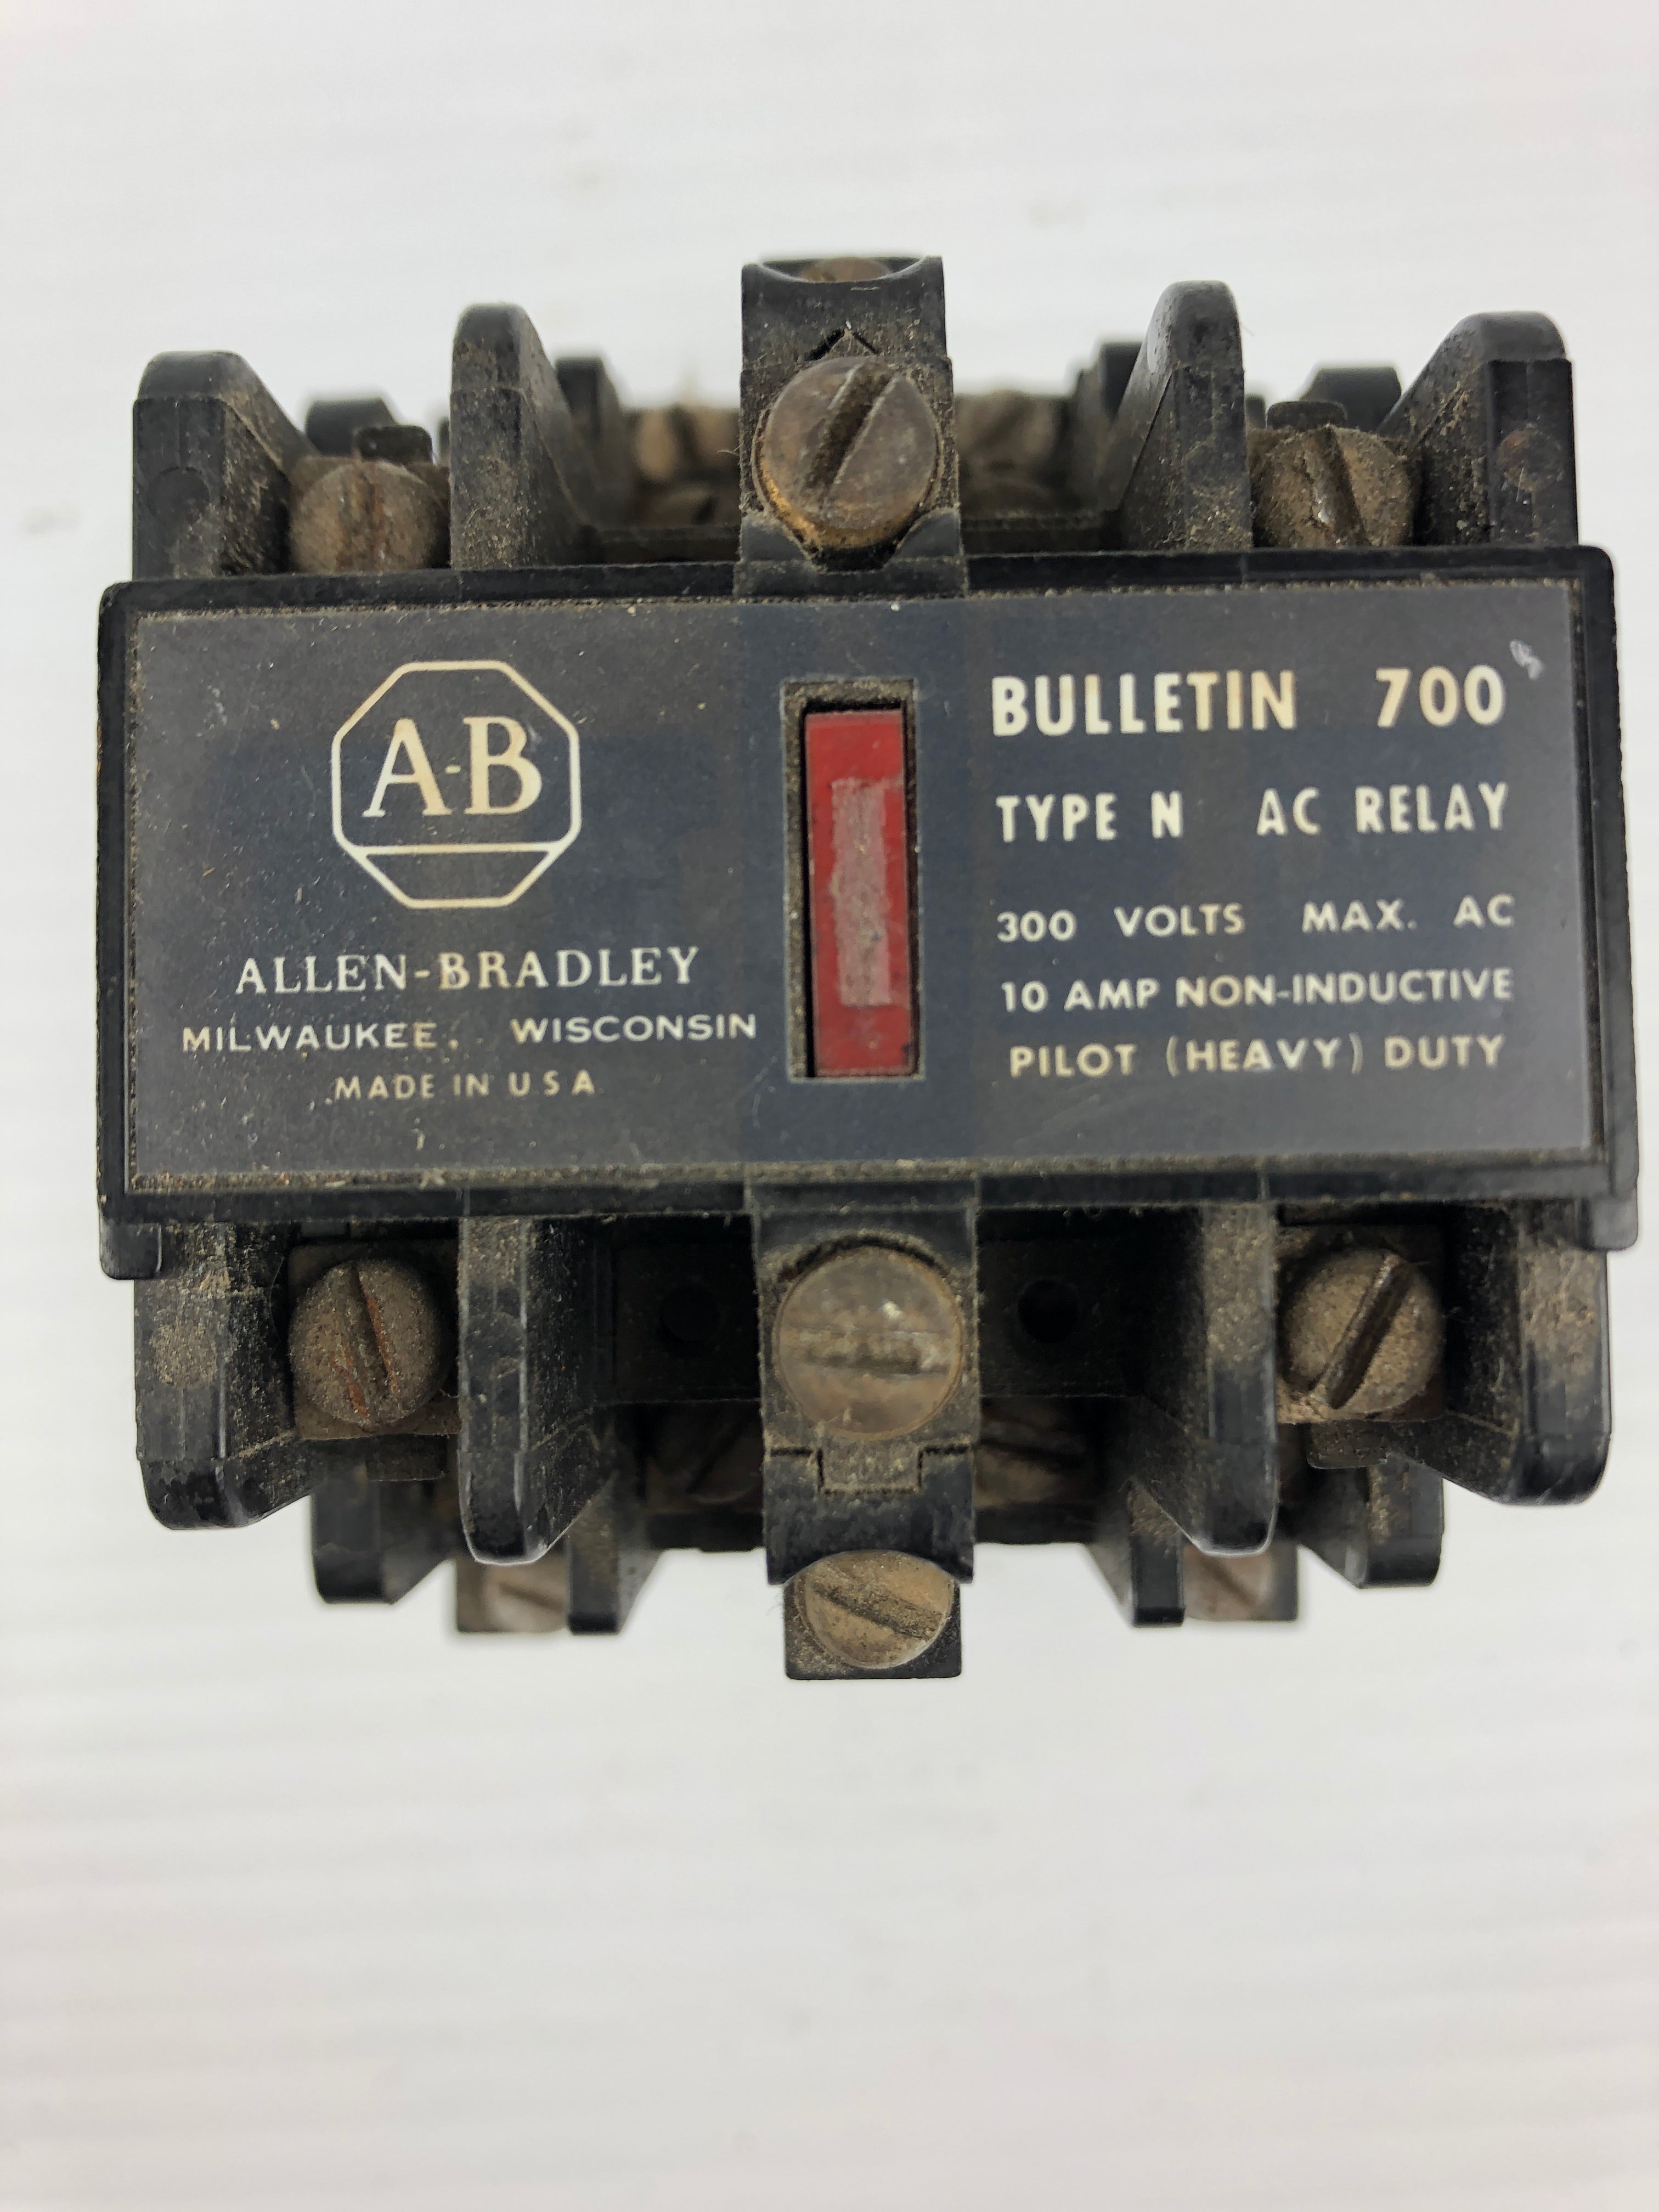 A-B
ALLEN-BRADLEY
MILWAUKEE, WISCONSIN
MADE IN U S A
BULLETIN 700
TYPE N AC RELAY
300 VOLTS MAX. AC
10 AMP NON-INDUCTIVE
PILOT (HEAVY) DUTY